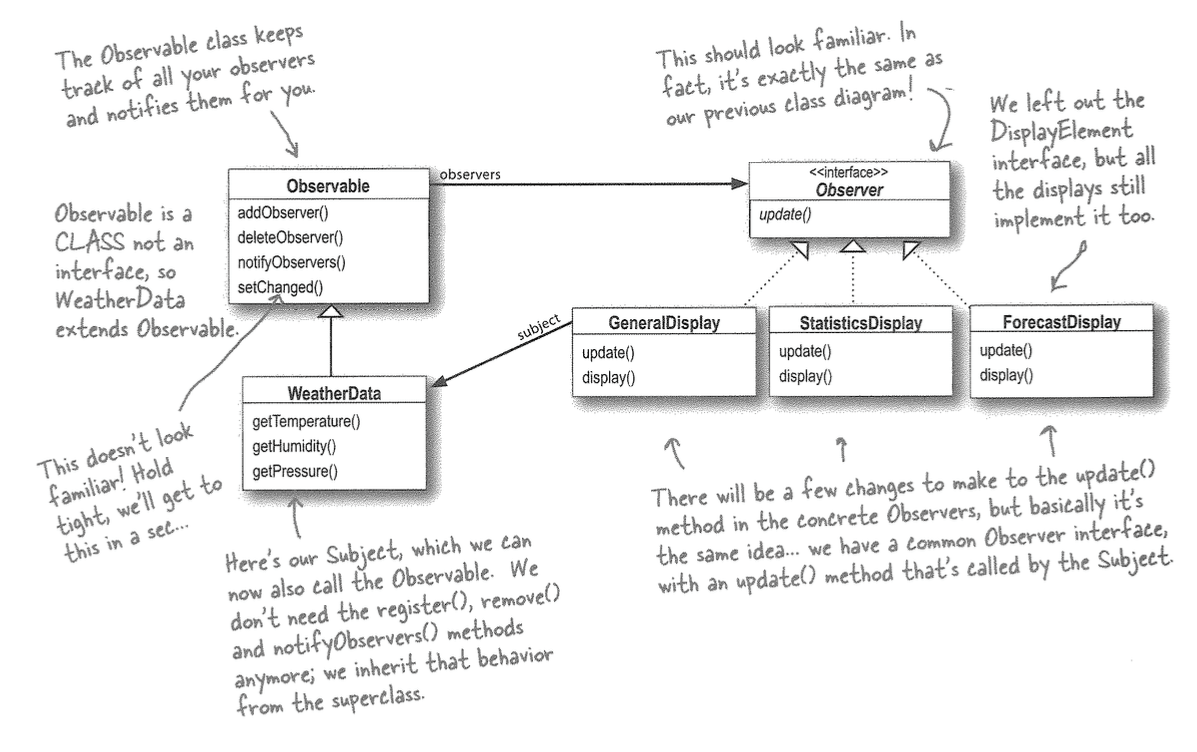 The Observable class keeps
track of all your observers
and notifies them for you.
This should look familiar. In
fact, it's exactly the same as
our previous class diagram!
We left out the
DisplayElement
interface, but all
the displays still
implement it too.
Observable
addObserver()
deleteObserver()
notifyObservers()
setChanged()
observers
<<interface>>
Observer
update()
Observable is a
CLASS not an
interface, so
WeatherData
extends Observable.
subject
GeneralDisplay
update()
display()
StatisticsDisplay
update()
display()
ForecastDisplay
update()
display()
WeatherData
getTemperature()
getHumidity()
getPressure()
This doesn't look
familiar! Hold
tight, we'll get to
this in a sec...
Here's our Subject, which we can
now also call the Observable. We
don't need the register(), remove()
and notifyObservers() methods
anymore; we inherit that behavior
from the superclass.
There will be a few changes to make to the update()
method in the concrete Observers, but basically it's
the same idea... we have a common Observer interface,
with an update() method that's called by the Subject.